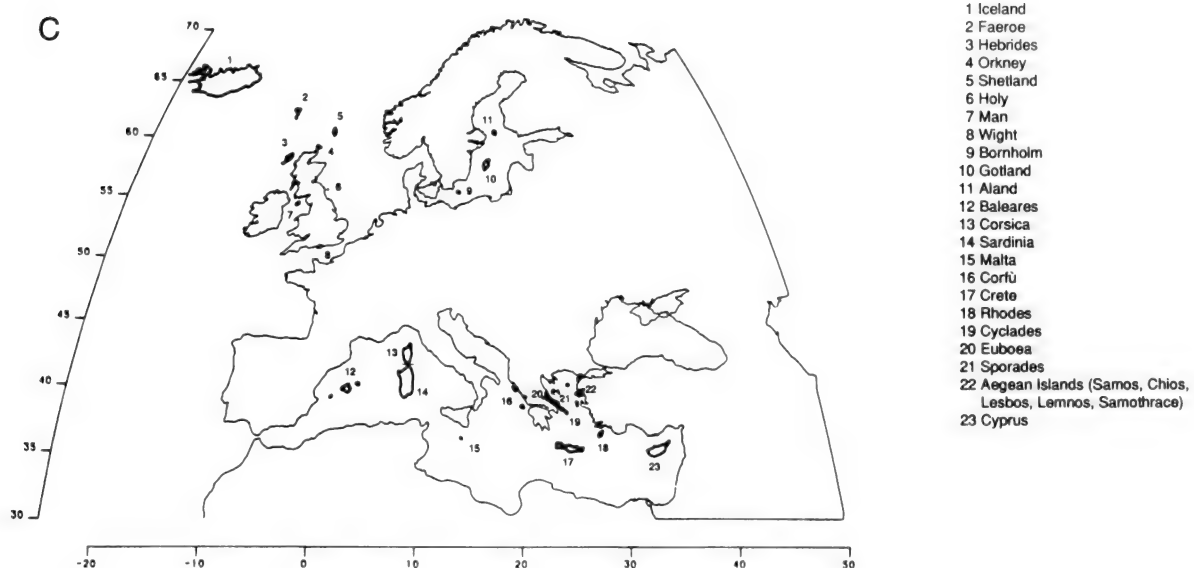 C
70
1
65
2
5
60
3
4
11
10
6
55
7
9
8
50
45
13
12
14
40
20
22
21
16
19
15
17
18
23
35
30
-20 -10 0 10 20 30 40 50
1 Iceland
2 Faeroe
3 Hebrides
4 Orkney
5 Shetland
6 Holy
7 Man
8 Wight
9 Bornholm
10 Gotland
11 Aland
12 Baleares
13 Corsica
14 Sardinia
15 Malta
16 Corfù
17 Crete
18 Rhodes
19 Cyclades
20 Euboea
21 Sporades
22 Aegean Islands (Samos, Chios,
Lesbos, Lemnos, Samothrace)
23 Cyprus